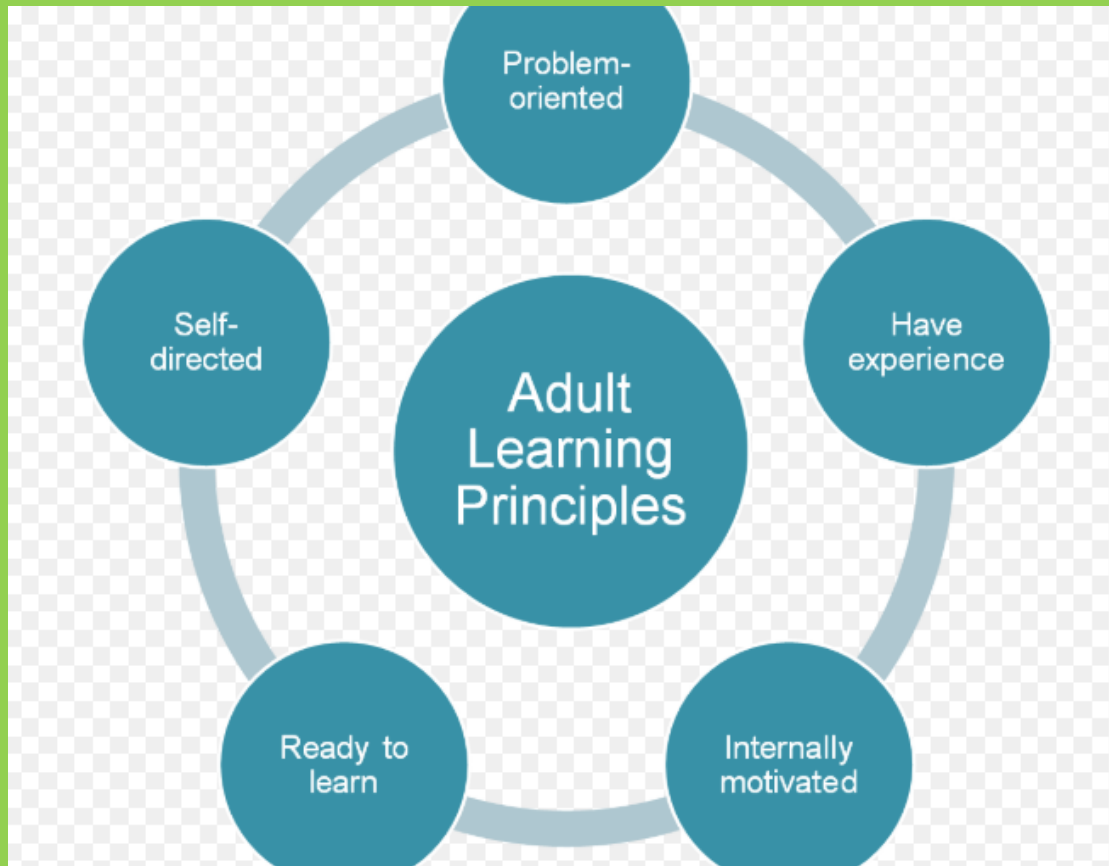 Problem-
oriented
Have
experience
Internally
motivated
Ready to
learn
Self-
directed
Adult
Learning
Principles